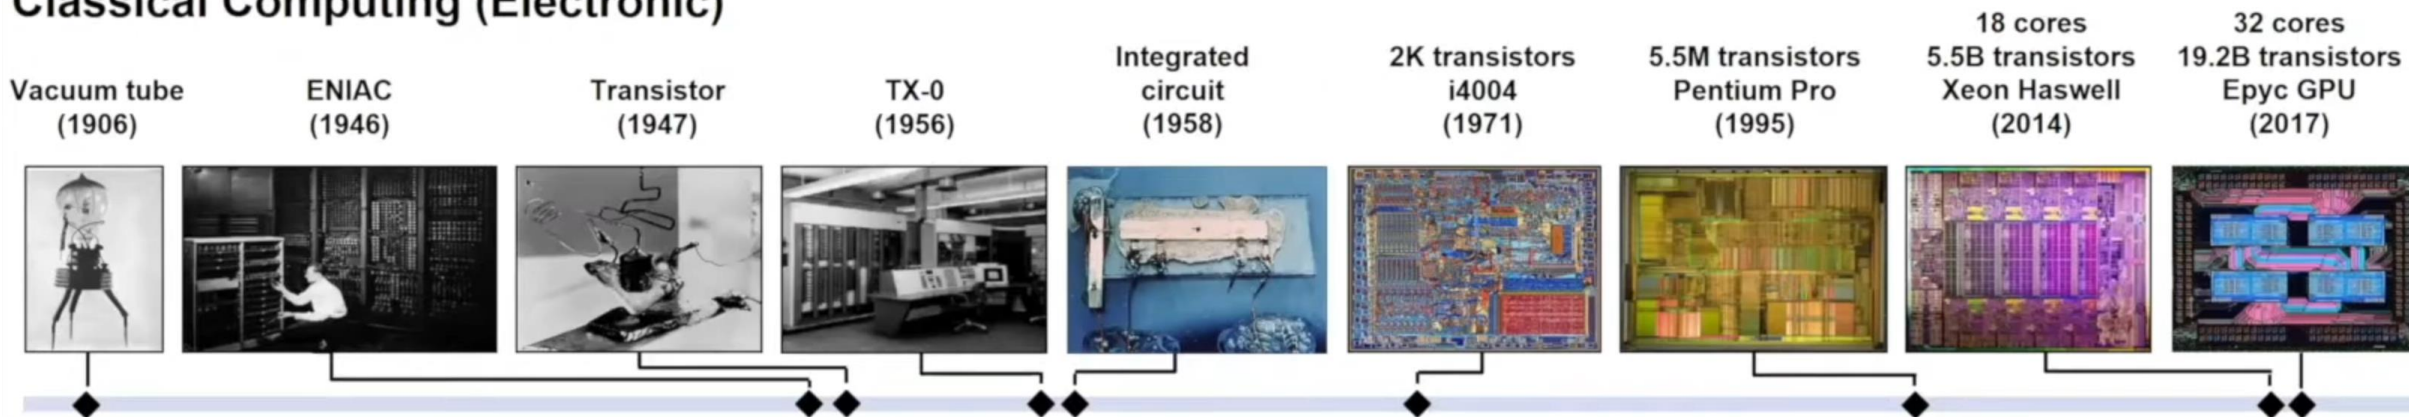 Classical Computing (Electronic)
Vacuum tube
(1906)
ENIAC
(1946)
Transistor
(1947)
TX-0
(1956)
Integrated
circuit
(1958)
2K transistors
i4004
(1971)
5.5M transistors
Pentium Pro
(1995)
18 cores
5.5B transistors
Xeon Haswell
(2014)
32 cores
19.2B transistors
Epyc GPU
(2017)